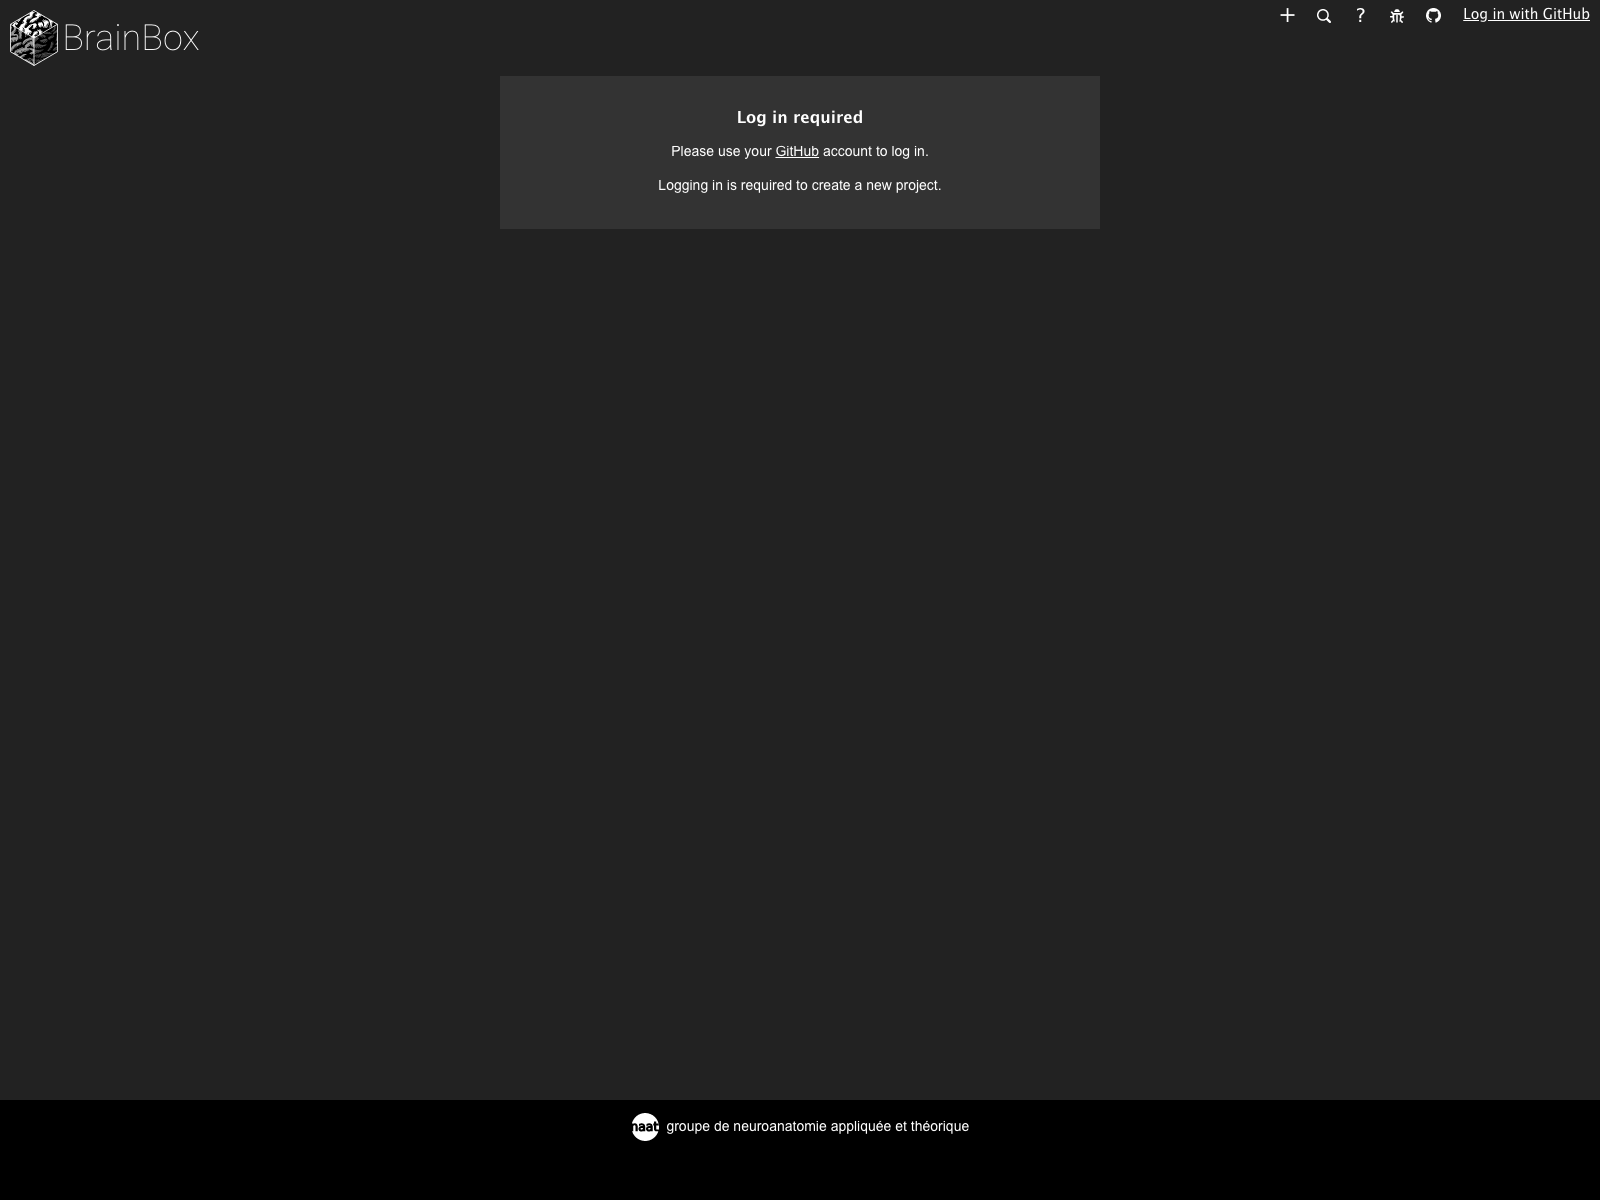 BrainBox
? Log in with GitHub
Log in required
Please use your GitHub account to log in.
Logging in is required to create a new project.
naat groupe de neuroanatomie appliquée et théorique